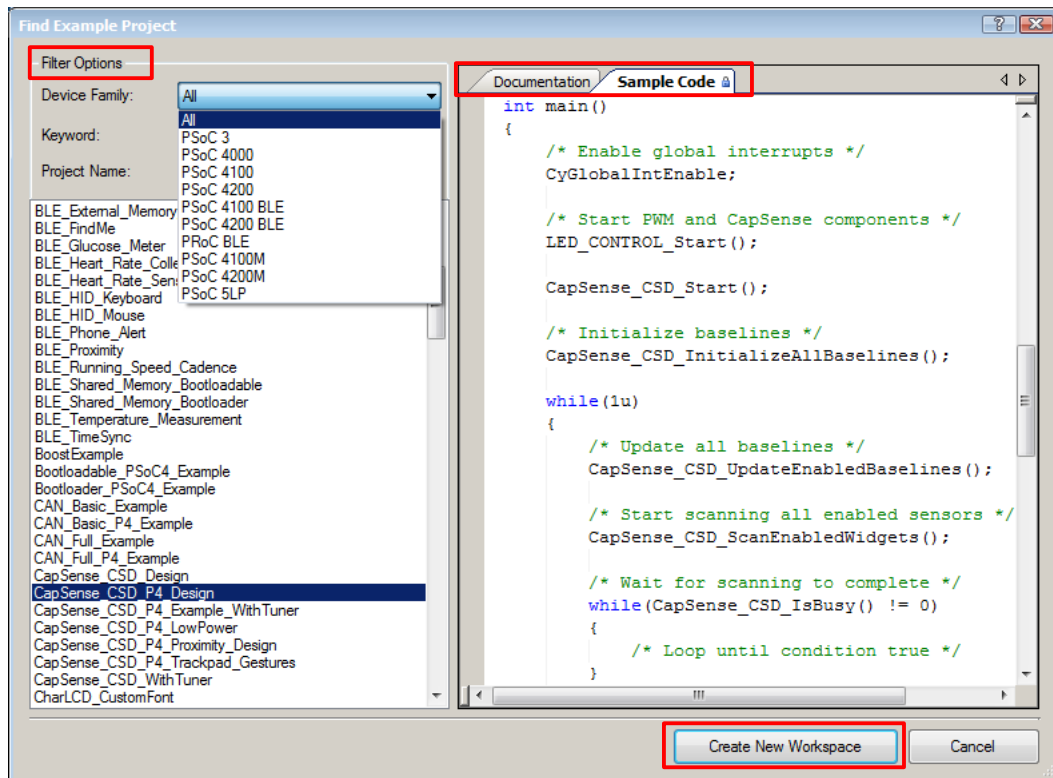 Find Example Project
Filter Options
Device Family:
All
Keyword:
Project Name:
All
PSoC 3
PSoC 4000
PSoC 4100
PSoC 4200
PSoC 4100 BLE
PSoC 4200 BLE
PRoC BLE
PSoC 4100M
PSoC 4200M
PSoC 5LP
BLE_External_Memory
BLE_FindMe
BLE_Glucose_Meter
BLE_Heart_Rate_Colle
BLE_Heart_Rate_Sens
BLE_HID_Keyboard
BLE_HID_Mouse
BLE_Phone_Alert
BLE_Proximity
BLE_Running_Speed_Cadence
BLE_Shared_Memory_Bootloadable
BLE_Shared_Memory_Bootloader
BLE_Temperature_Measurement
BLE_TimeSync
BoostExample
Bootloadable_PSoC4_Example
Bootloader_PSoC4_Example
CAN_Basic_Example
CAN_Basic_P4_Example
CAN_Full_Example
CAN_Full_P4_Example
CapSense_CSD_Design
CapSense_CSD_P4_Design
CapSense_CSD_P4_Example_WithTuner
CapSense_CSD_P4_LowPower
CapSense_CSD_P4_Proximity_Design
CapSense_CSD_P4_Trackpad_Gestures
CapSense_CSD_WithTuner
CharLCD_CustomFont
Documentation
Sample Code
int main()
{
/* Enable global interrupts */
CyGlobalIntEnable;
/* Start PWM and CapSense components */
LED_CONTROL_Start();
CapSense_CSD_Start();
/* Initialize baselines */
CapSense_CSD_InitializeAllBaselines();
while(1u)
{
/* Update all baselines */
CapSense_CSD_UpdateEnabledBaselines();
/* Start scanning all enabled sensors */
CapSense_CSD_ScanEnabledWidgets();
/* Wait for scanning to complete */
while(CapSense_CSD_IsBusy() != 0)
{
/* Loop until condition true */
}
Create New Workspace
Cancel